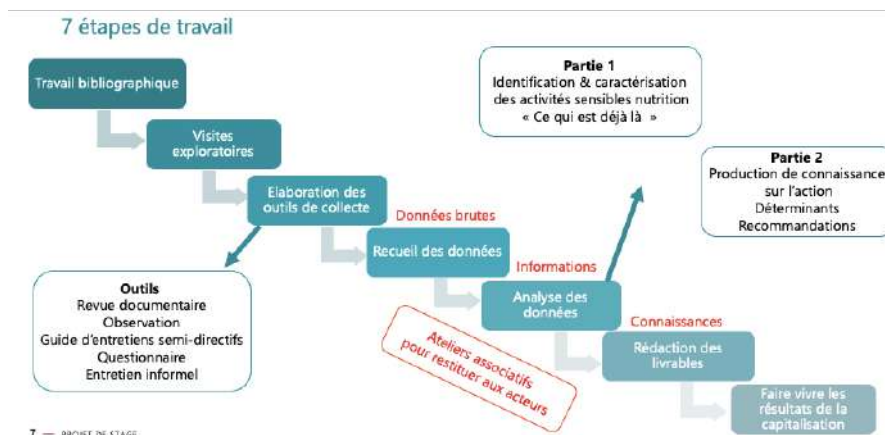 7 étapes de travail
Travail bibliographique
Visites
exploratoires
Elaboration des
outils de collecte
Données brutes
Recueil des données
Informations
Analyse des
données
Connaissances
Rédaction des
livrables
Faire vivre les
résultats de la
capitalisation
Partie 1
Identification & caractérisation
des activités sensibles nutrition
« Ce qui est déjà là »
Partie 2
Production de connaissance
sur l'action
Déterminants
Recommandations
Outils
Revue documentaire
Observation
Guide d'entretiens semi-directifs
Questionnaire
Entretien informel
Ateliers associatifs
pour restituer aux
acteurs
7 — PROJET DE STAGE